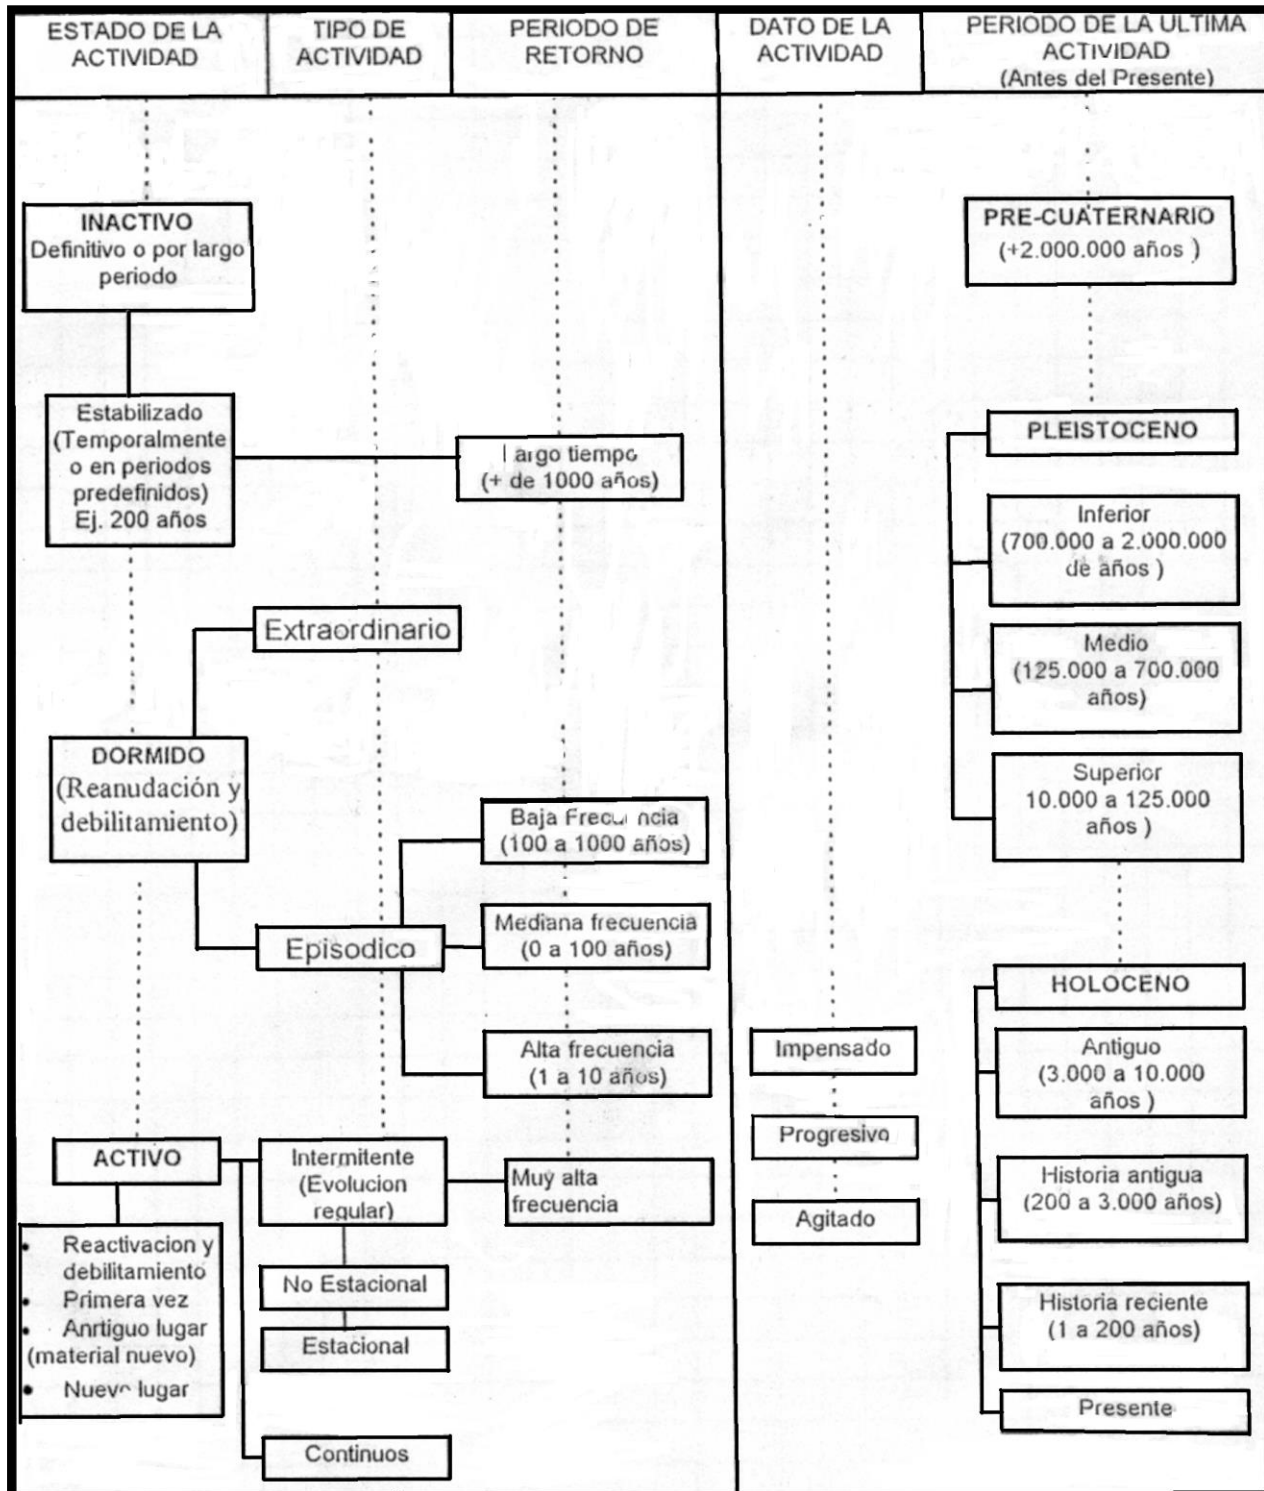 ESTADO DE LA
ACTIVIDAD
TIPO DE
ACTIVIDAD
PERIODO DE
RETORNO
DATO DE LA
ACTIVIDAD
PERIODO DE LA ULTIMA
ACTIVIDAD
(Antes del Presente)
INACTIVO
Definitivo o por largo
periodo
PRE-CUATERNARIO
(+2.000.000 años )
Estabilizado
(Temporalmente
o en periodos
predefinidos)
Ej. 200 años
argo tiempo
(+ de 1000 años)
PLEISTOCENO
Inferior
(700.000 a 2.000.000
de años )
Extraordinario
Medio
(125.000 a 700.000
años)
DORMIDO
(Reanudación y
debilitamiento)
Superior
10.000 a 125.000
años )
Baja Frecu ncia
(100 a 1000 años)
Mediana frecuencia
(0 a 100 años)
Episodico
HOLOCENO
Alta frecuencia
(1 a 10 años)
Impensado
Antiguo
(3.000 a 10.000
años )
Progresivo
ACTIVO
Intermitente
(Evolucion
regular)
Muy alta
frecuencia
Historia antigua
(200 a 3.000 años)
Agitado
• Reactivacion y
debilitamiento
• Primera vez
• Anrtiguo lugar
(material nuevo)
• Nuevo lugar
No Estacional
Estacional
Historia reciente
(1 a 200 años)
Presente
Continuos